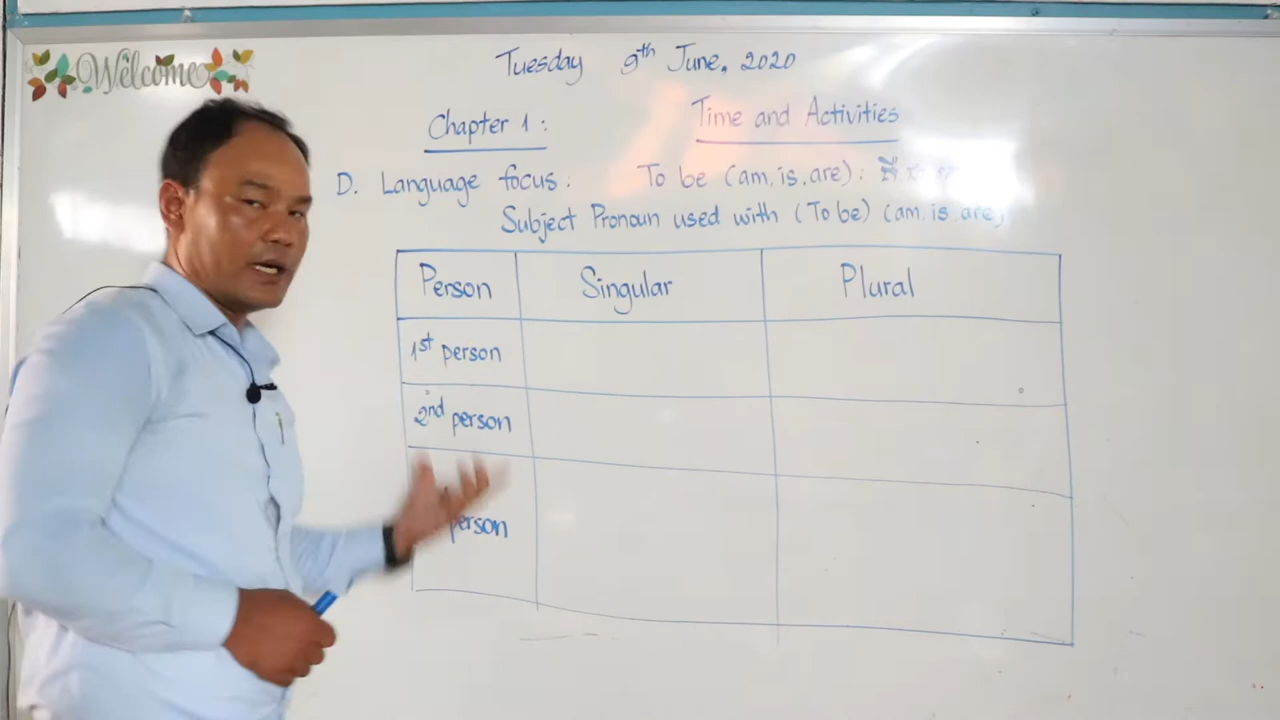 Welcome
Tuesday 9th June, 2020
Chapter 1 : Time and Activities
D. Language focus : To be (am, is, are) :
Subject Pronoun used with (To be) (am, is, are)
Person Singular Plural
1st person
2nd person
person